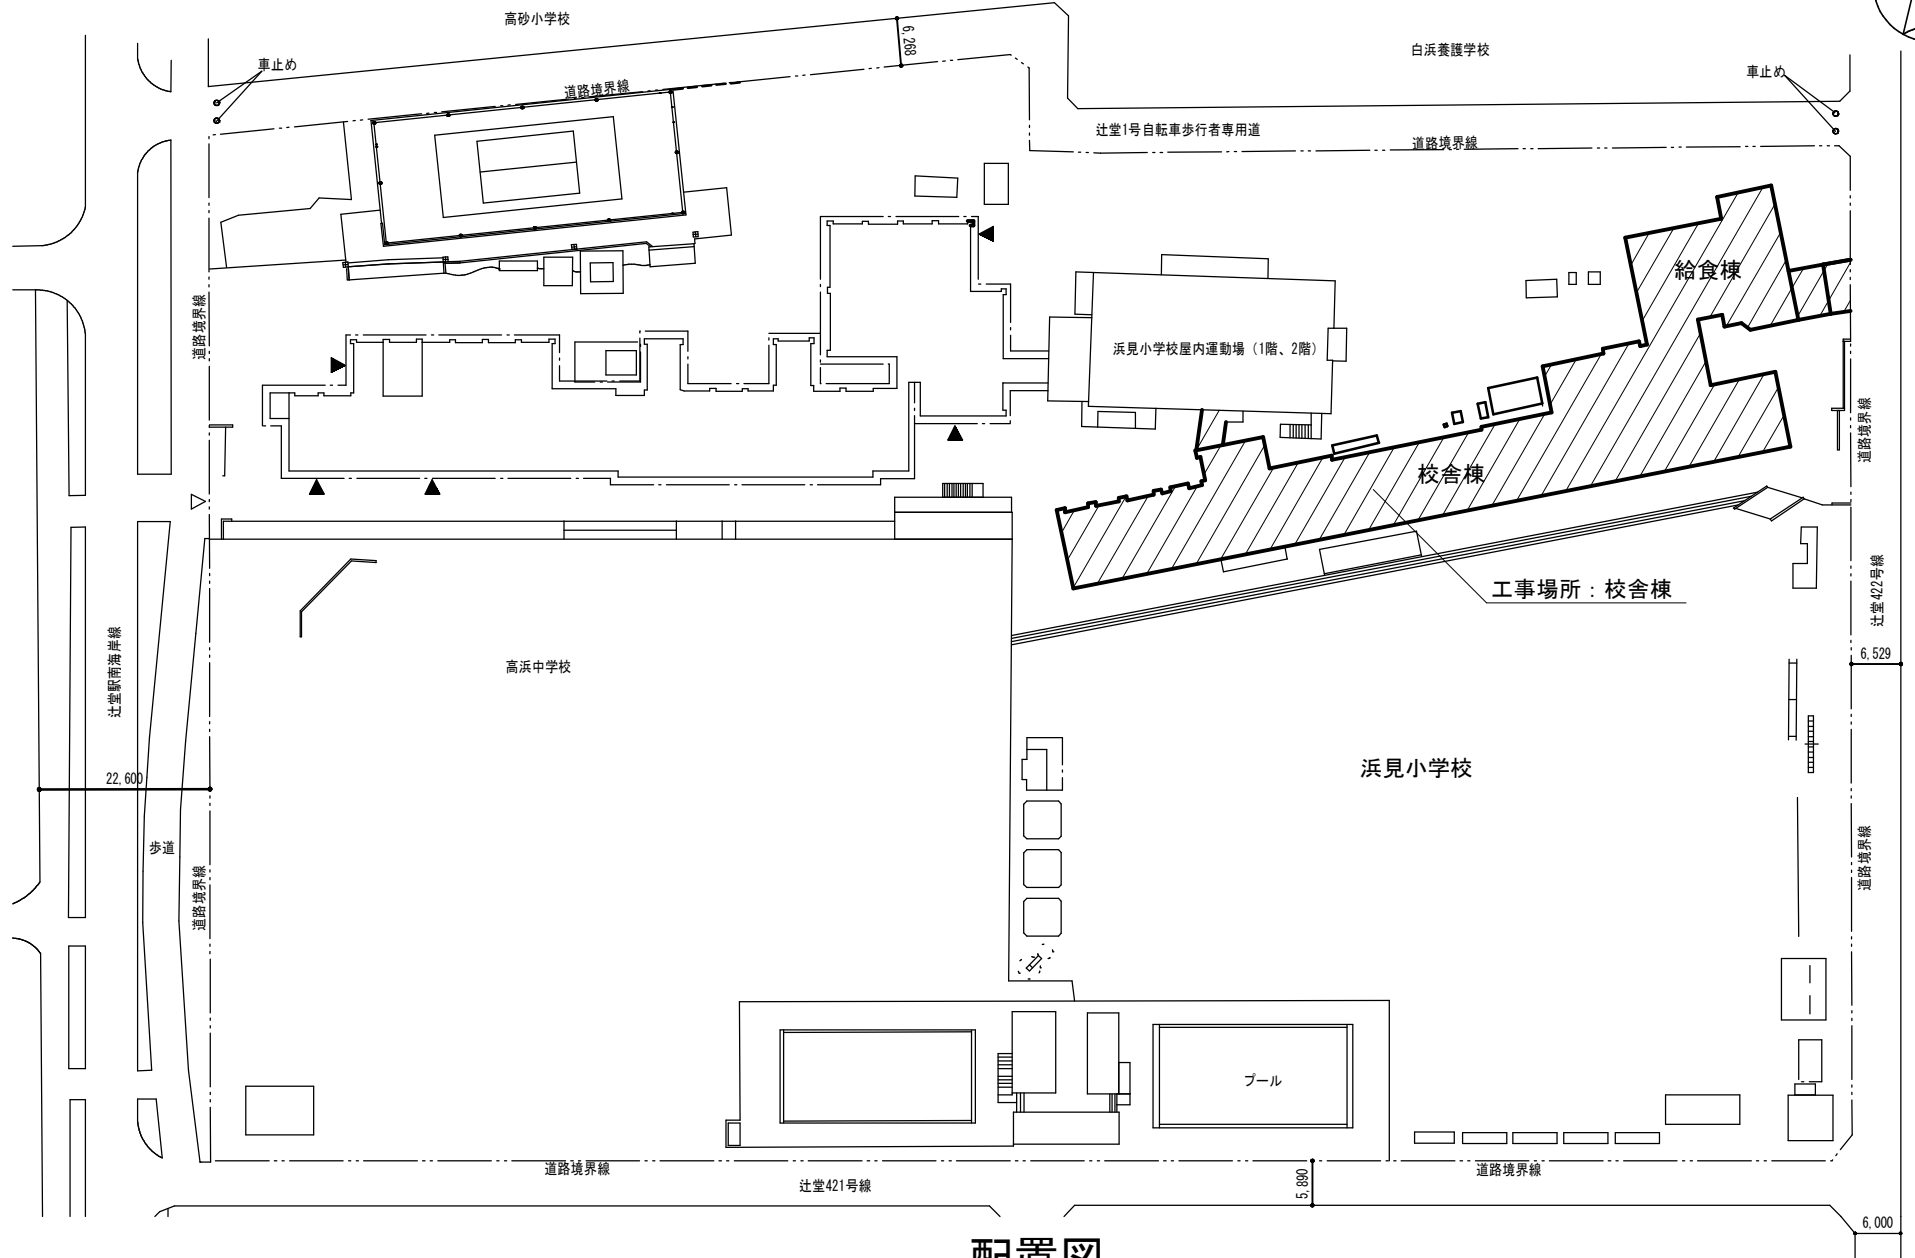 高砂小学校
6,268
白浜養護学校
車止め
車止め
道路境界線
辻堂1号自転車歩行者専用道
道路境界線
給食棟
道路境界線
浜見小学校屋内運動場（1階、2階）
道路境界線
校舎棟
工事場所：校舎棟
辻堂422号線
6,529
辻堂駅南海岸線
高浜中学校
22,600
浜見小学校
歩道
道路境界線
道路境界線
プール
道路境界線
道路境界線
辻堂421号線
5,890
6,000
配置図